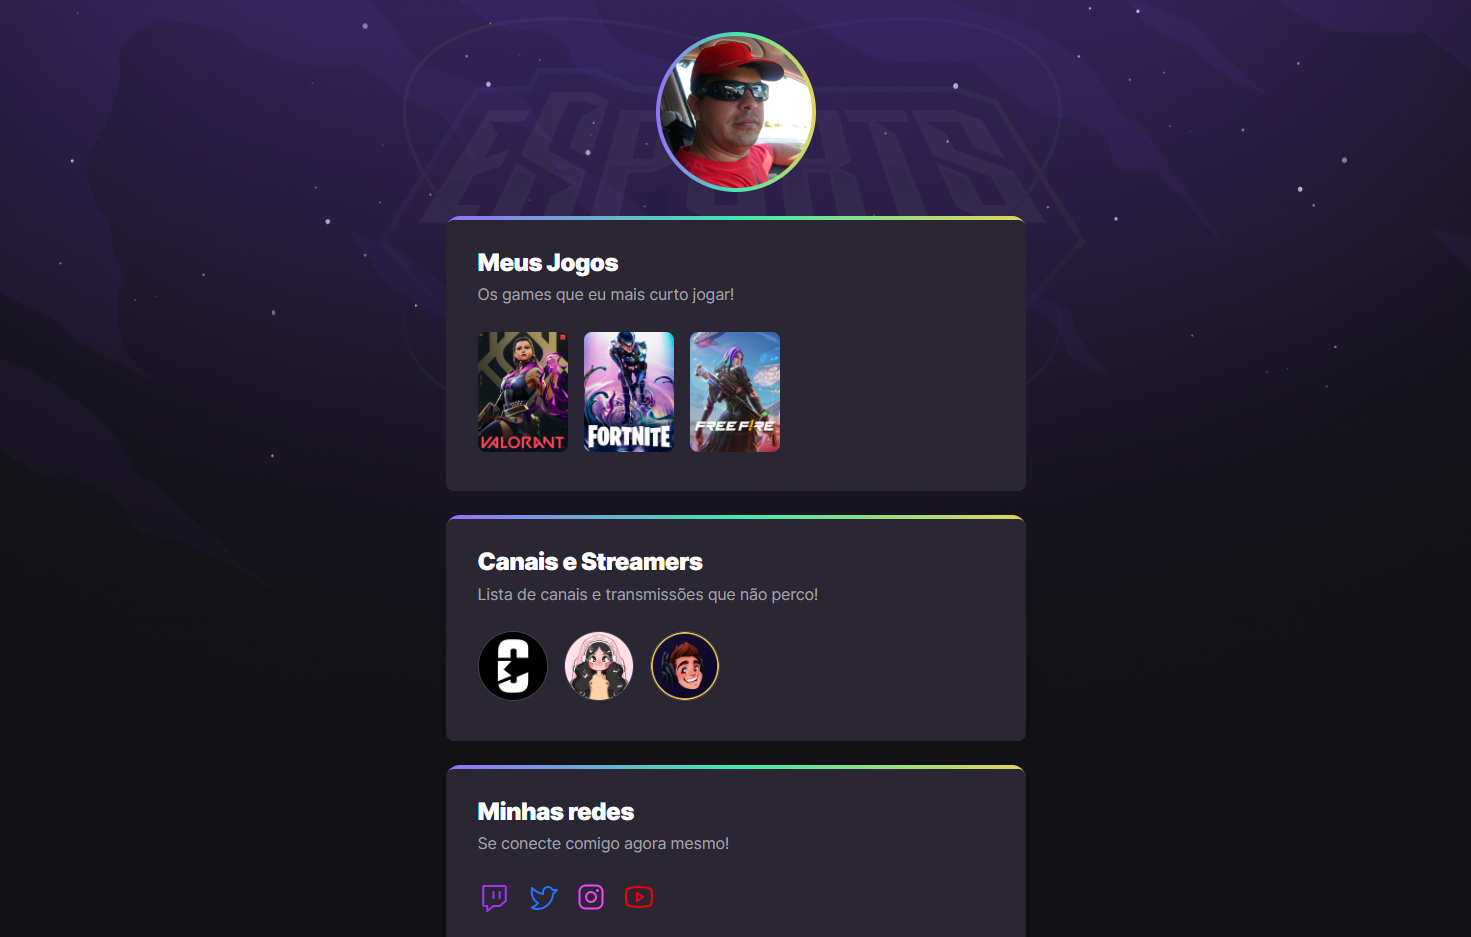 ESPORTS
Meus Jogos
Os games que eu mais curto jogar!
VALORANT
FORTNITE
FREE FIRE
Canais e Streamers
Lista de canais e transmissões que não perco!
Minhas redes
Se conecte comigo agora mesmo!